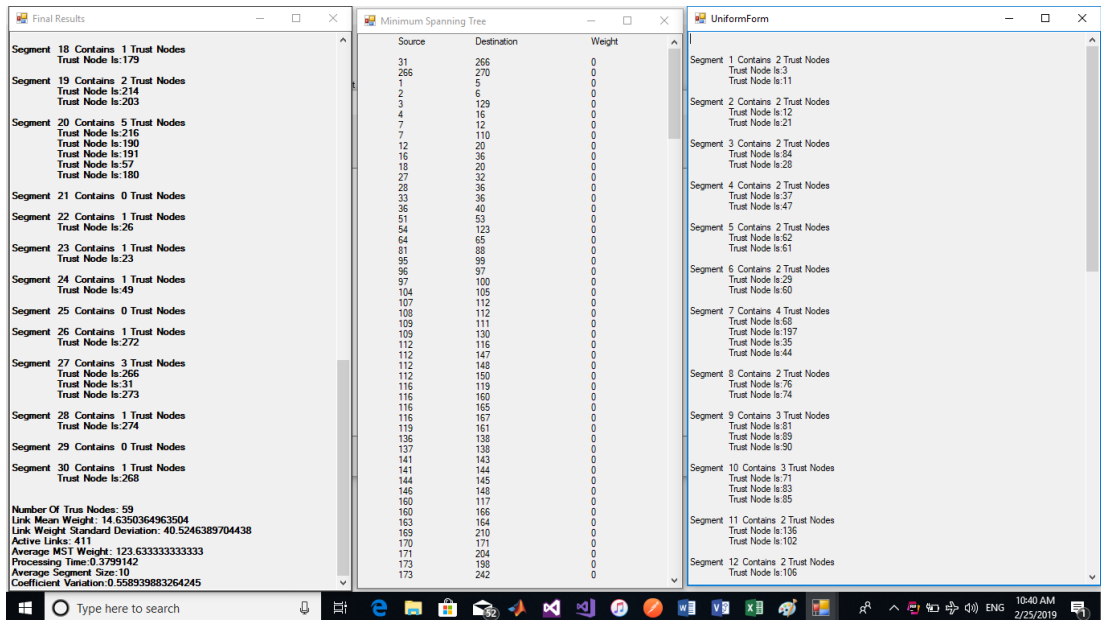 Final Results
Segment 18 Contains 1 Trust Nodes
Trust Node Is:179
Segment 19 Contains 2 Trust Nodes
Trust Node Is:214
Trust Node Is:203
Segment 20 Contains 5 Trust Nodes
Trust Node Is:216
Trust Node Is:190
Trust Node Is:191
Trust Node Is:57
Trust Node Is:180
Segment 21 Contains 0 Trust Nodes
Segment 22 Contains 1 Trust Nodes
Trust Node Is:26
Segment 23 Contains 1 Trust Nodes
Trust Node Is:23
Segment 24 Contains 1 Trust Nodes
Trust Node Is:49
Segment 25 Contains 0 Trust Nodes
Segment 26 Contains 1 Trust Nodes
Trust Node Is:272
Segment 27 Contains 3 Trust Nodes
Trust Node Is:266
Trust Node Is:31
Trust Node Is:273
Segment 28 Contains 1 Trust Nodes
Trust Node Is:274
Segment 29 Contains 0 Trust Nodes
Segment 30 Contains 1 Trust Nodes
Trust Node Is:268
Number Of Trus Nodes: 59
Link Mean Weight: 14.6350364963504
Link Weight Standard Deviation: 40.5246389704438
Active Links: 411
Average MST Weight: 123.633333333333
Processing Time:0.3799142
Average Segment Size:10
Coefficient Variation:0.558939883264245
Minimum Spanning Tree
Source Destination Weight
31 266 0
266 270 0
1 5 0
2 6 0
3 129 0
4 16 0
7 12 0
7 110 0
12 20 0
16 36 0
18 20 0
27 32 0
28 36 0
33 36 0
36 40 0
51 53 0
54 123 0
64 65 0
81 88 0
95 99 0
96 97 0
97 100 0
104 105 0
107 112 0
108 112 0
109 111 0
109 130 0
112 116 0
112 147 0
112 148 0
112 150 0
116 119 0
116 160 0
116 165 0
116 167 0
119 161 0
136 138 0
137 138 0
141 143 0
141 144 0
144 145 0
146 148 0
160 117 0
160 166 0
163 164 0
169 210 0
170 171 0
171 204 0
173 198 0
173 242 0
UniformForm
Segment 1 Contains 2 Trust Nodes
Trust Node Is:3
Trust Node Is:11
Segment 2 Contains 2 Trust Nodes
Trust Node Is:12
Trust Node Is:21
Segment 3 Contains 2 Trust Nodes
Trust Node Is:84
Trust Node Is:28
Segment 4 Contains 2 Trust Nodes
Trust Node Is:37
Trust Node Is:47
Segment 5 Contains 2 Trust Nodes
Trust Node Is:62
Trust Node Is:61
Segment 6 Contains 2 Trust Nodes
Trust Node Is:29
Trust Node Is:60
Segment 7 Contains 4 Trust Nodes
Trust Node Is:68
Trust Node Is:197
Trust Node Is:35
Trust Node Is:44
Segment 8 Contains 2 Trust Nodes
Trust Node Is:76
Trust Node Is:74
Segment 9 Contains 3 Trust Nodes
Trust Node Is:81
Trust Node Is:89
Trust Node Is:90
Segment 10 Contains 3 Trust Nodes
Trust Node Is:71
Trust Node Is:83
Trust Node Is:85
Segment 11 Contains 2 Trust Nodes
Trust Node Is:136
Trust Node Is:102
Segment 12 Contains 2 Trust Nodes
Trust Node Is:106
Type here to search
52
ENG
10:40 AM
2/25/2019
1